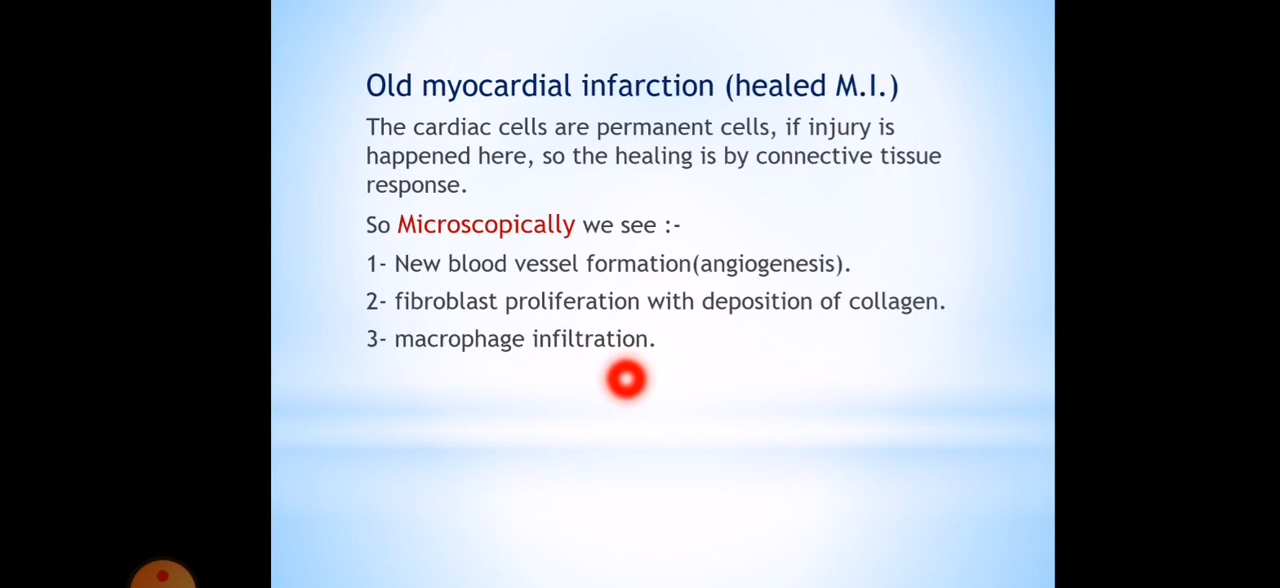 Old myocardial infarction (healed M.I.)
The cardiac cells are permanent cells, if injury is
happened here, so the healing is by connective tissue
response.
So Microscopically we see :-
1- New blood vessel formation(angiogenesis).
2- fibroblast proliferation with deposition of collagen.
3- macrophage infiltration.